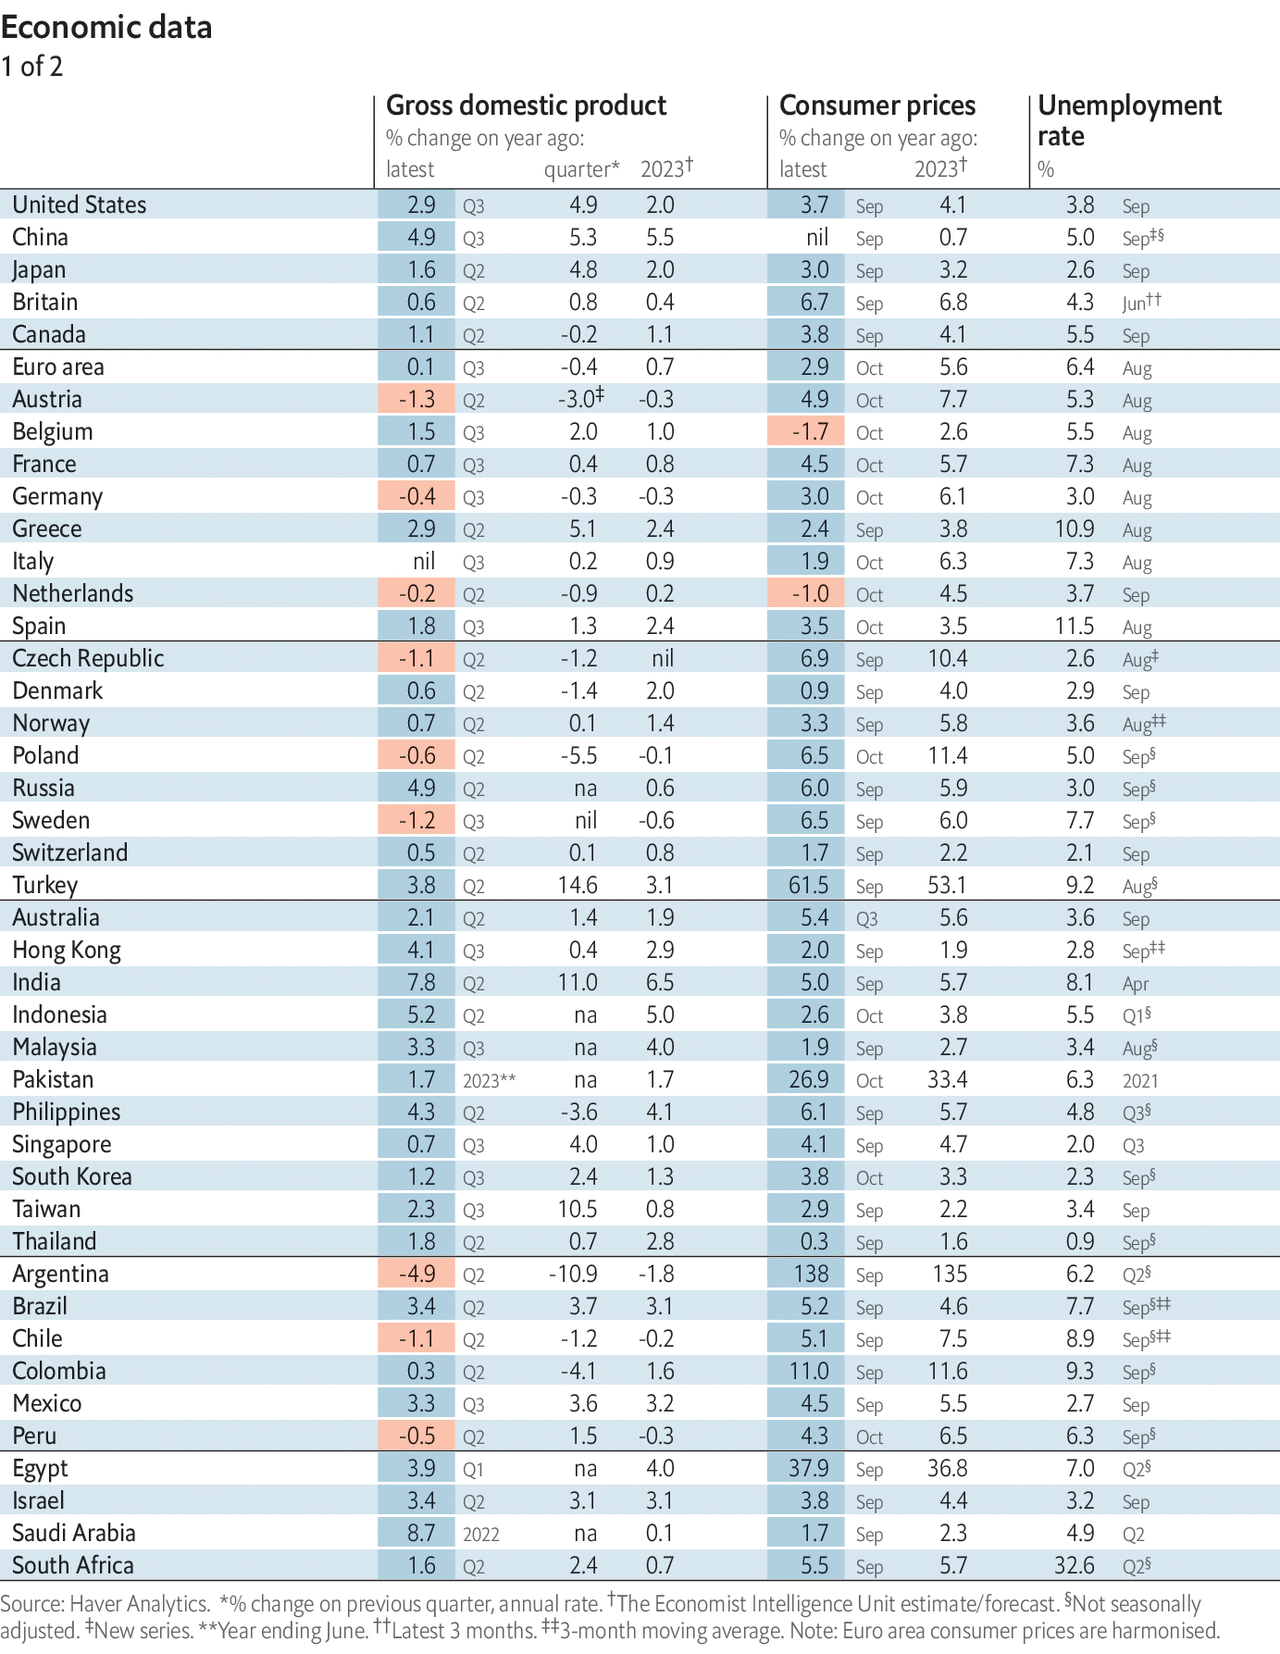 Economic data
1 of 2
Gross domestic product Consumer prices Unemployment
% change on year ago: % change on year ago: rate
latest quarter* 2023† latest 2023† %
United States 2.9 Q3 4.9 2.0 3.7 Sep 4.1 3.8 Sep
China 4.9 Q3 5.3 5.5 nil Sep 0.7 5.0 Sep‡§
Japan 1.6 Q2 4.8 2.0 3.0 Sep 3.2 2.6 Sep
Britain 0.6 Q2 0.8 0.4 6.7 Sep 6.8 4.3 Jun††
Canada 1.1 Q2 -0.2 1.1 3.8 Sep 4.1 5.5 Sep
Euro area 0.1 Q3 -0.4 0.7 2.9 Oct 5.6 6.4 Aug
Austria -1.3 Q2 -3.0‡ -0.3 4.9 Oct 7.7 5.3 Aug
Belgium 1.5 Q3 2.0 1.0 -1.7 Oct 2.6 5.5 Aug
France 0.7 Q3 0.4 0.8 4.5 Oct 5.7 7.3 Aug
Germany -0.4 Q3 -0.3 -0.3 3.0 Oct 6.1 3.0 Aug
Greece 2.9 Q2 5.1 2.4 2.4 Sep 3.8 10.9 Aug
Italy nil Q3 0.2 0.9 1.9 Oct 6.3 7.3 Aug
Netherlands -0.2 Q2 -0.9 0.2 -1.0 Oct 4.5 3.7 Sep
Spain 1.8 Q3 1.3 2.4 3.5 Oct 3.5 11.5 Aug
Czech Republic -1.1 Q2 -1.2 nil 6.9 Sep 10.4 2.6 Aug‡
Denmark 0.6 Q2 -1.4 2.0 0.9 Sep 4.0 2.9 Sep
Norway 0.7 Q2 0.1 1.4 3.3 Sep 5.8 3.6 Aug‡‡
Poland -0.6 Q2 -5.5 -0.1 6.5 Oct 11.4 5.0 Sep§
Russia 4.9 Q2 na 0.6 6.0 Sep 5.9 3.0 Sep§
Sweden -1.2 Q3 nil -0.6 6.5 Sep 6.0 7.7 Sep§
Switzerland 0.5 Q2 0.1 0.8 1.7 Sep 2.2 2.1 Sep
Turkey 3.8 Q2 14.6 3.1 61.5 Sep 53.1 9.2 Aug§
Australia 2.1 Q2 1.4 1.9 5.4 Q3 5.6 3.6 Sep
Hong Kong 4.1 Q3 0.4 2.9 2.0 Sep 1.9 2.8 Sep‡‡
India 7.8 Q2 11.0 6.5 5.0 Sep 5.7 8.1 Apr
Indonesia 5.2 Q2 na 5.0 2.6 Oct 3.8 5.5 Q1§
Malaysia 3.3 Q3 na 4.0 1.9 Sep 2.7 3.4 Aug§
Pakistan 1.7 2023** na 1.7 26.9 Oct 33.4 6.3 2021
Philippines 4.3 Q2 -3.6 4.1 6.1 Sep 5.7 4.8 Q3§
Singapore 0.7 Q3 4.0 1.0 4.1 Sep 4.7 2.0 Q3
South Korea 1.2 Q3 2.4 1.3 3.8 Oct 3.3 2.3 Sep§
Taiwan 2.3 Q3 10.5 0.8 2.9 Sep 2.2 3.4 Sep
Thailand 1.8 Q2 0.7 2.8 0.3 Sep 1.6 0.9 Sep§
Argentina -4.9 Q2 -10.9 -1.8 138 Sep 135 6.2 Q2§
Brazil 3.4 Q2 3.7 3.1 5.2 Sep 4.6 7.7 Sep§‡‡
Chile -1.1 Q2 -1.2 -0.2 5.1 Sep 7.5 8.9 Sep§‡‡
Colombia 0.3 Q2 -4.1 1.6 11.0 Sep 11.6 9.3 Sep§
Mexico 3.3 Q3 3.6 3.2 4.5 Sep 5.5 2.7 Sep
Peru -0.5 Q2 1.5 -0.3 4.3 Oct 6.5 6.3 Sep§
Egypt 3.9 Q1 na 4.0 37.9 Sep 36.8 7.0 Q2§
Israel 3.4 Q2 3.1 3.1 3.8 Sep 4.4 3.2 Sep
Saudi Arabia 8.7 2022 na 0.1 1.7 Sep 2.3 4.9 Q2
South Africa 1.6 Q2 2.4 0.7 5.5 Sep 5.7 32.6 Q2§
Source: Haver Analytics. *% change on previous quarter, annual rate. †The Economist Intelligence Unit estimate/forecast. §Not seasonally
adjusted. ‡New series. **Year ending June. ††Latest 3 months. ‡‡3-month moving average. Note: Euro area consumer prices are harmonised.